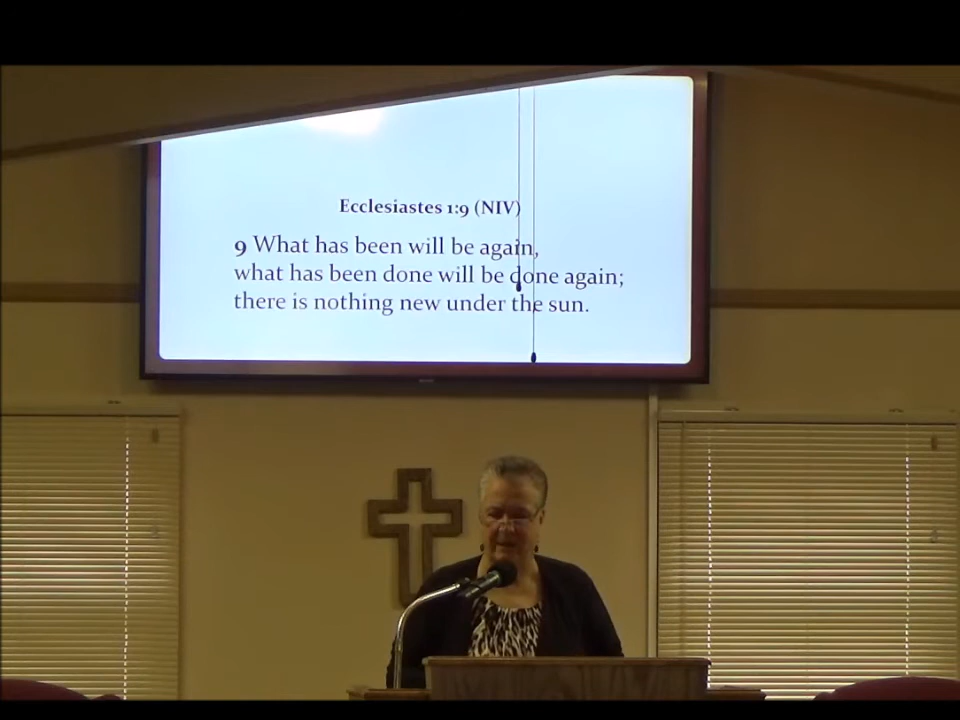 Ecclesiastes 1:9 (NIV)
9 What has been will be again,
what has been done will be done again;
there is nothing new under the sun.